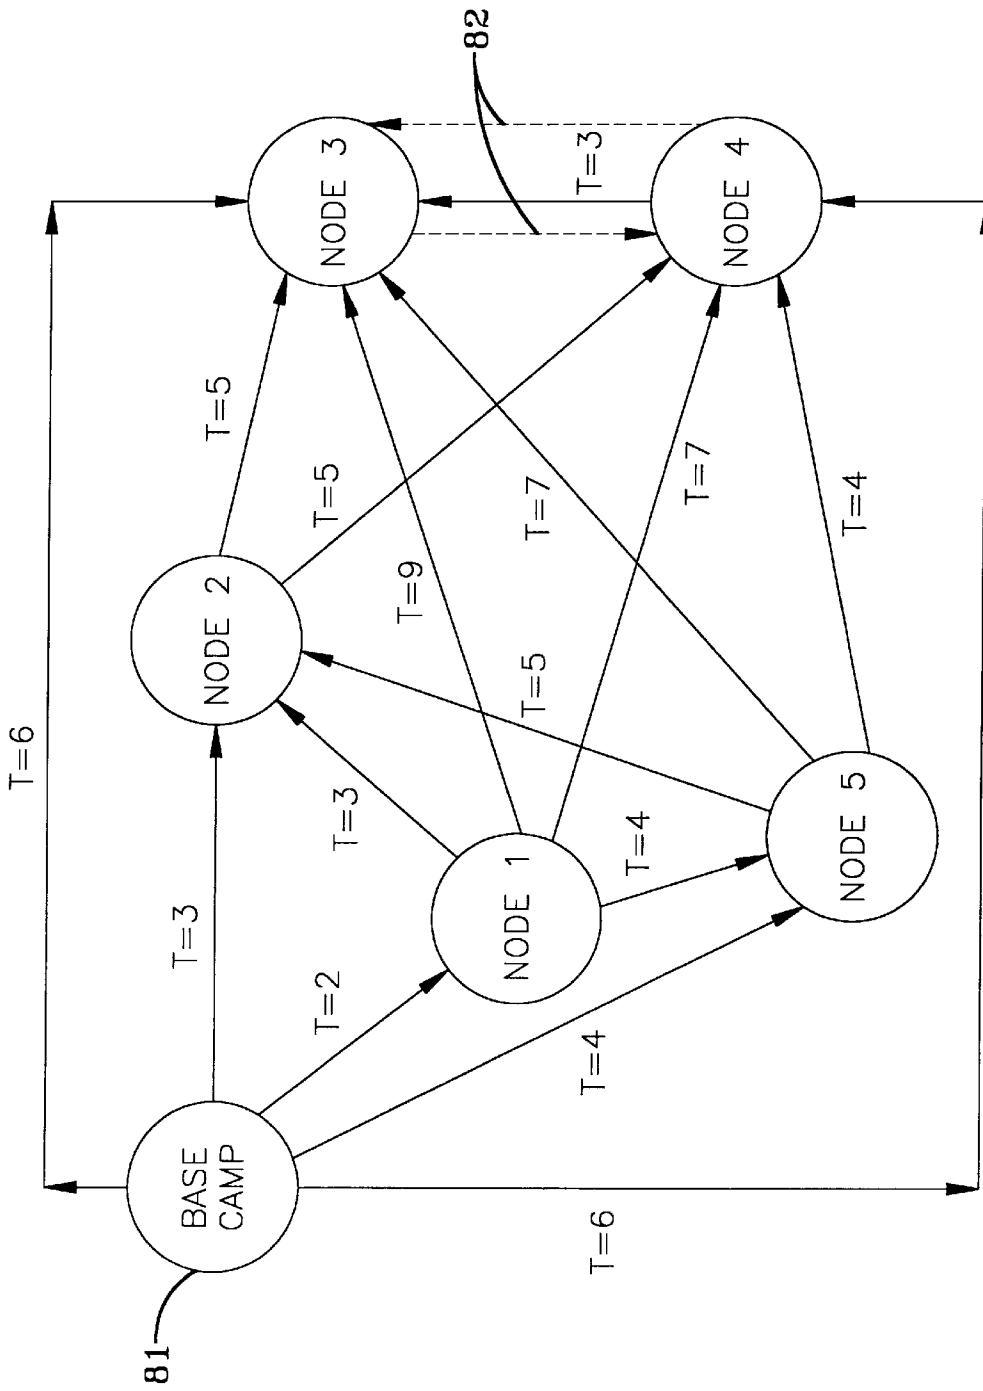 T=6
82
NODE 3
T=3
NODE 4
T=5
T=5
T=7
T=7
T=4
NODE 2
T=9
T=5
T=3
T=3
T=4
NODE 1
NODE 5
T=2
T=4
BASE
CAMP
T=6
81